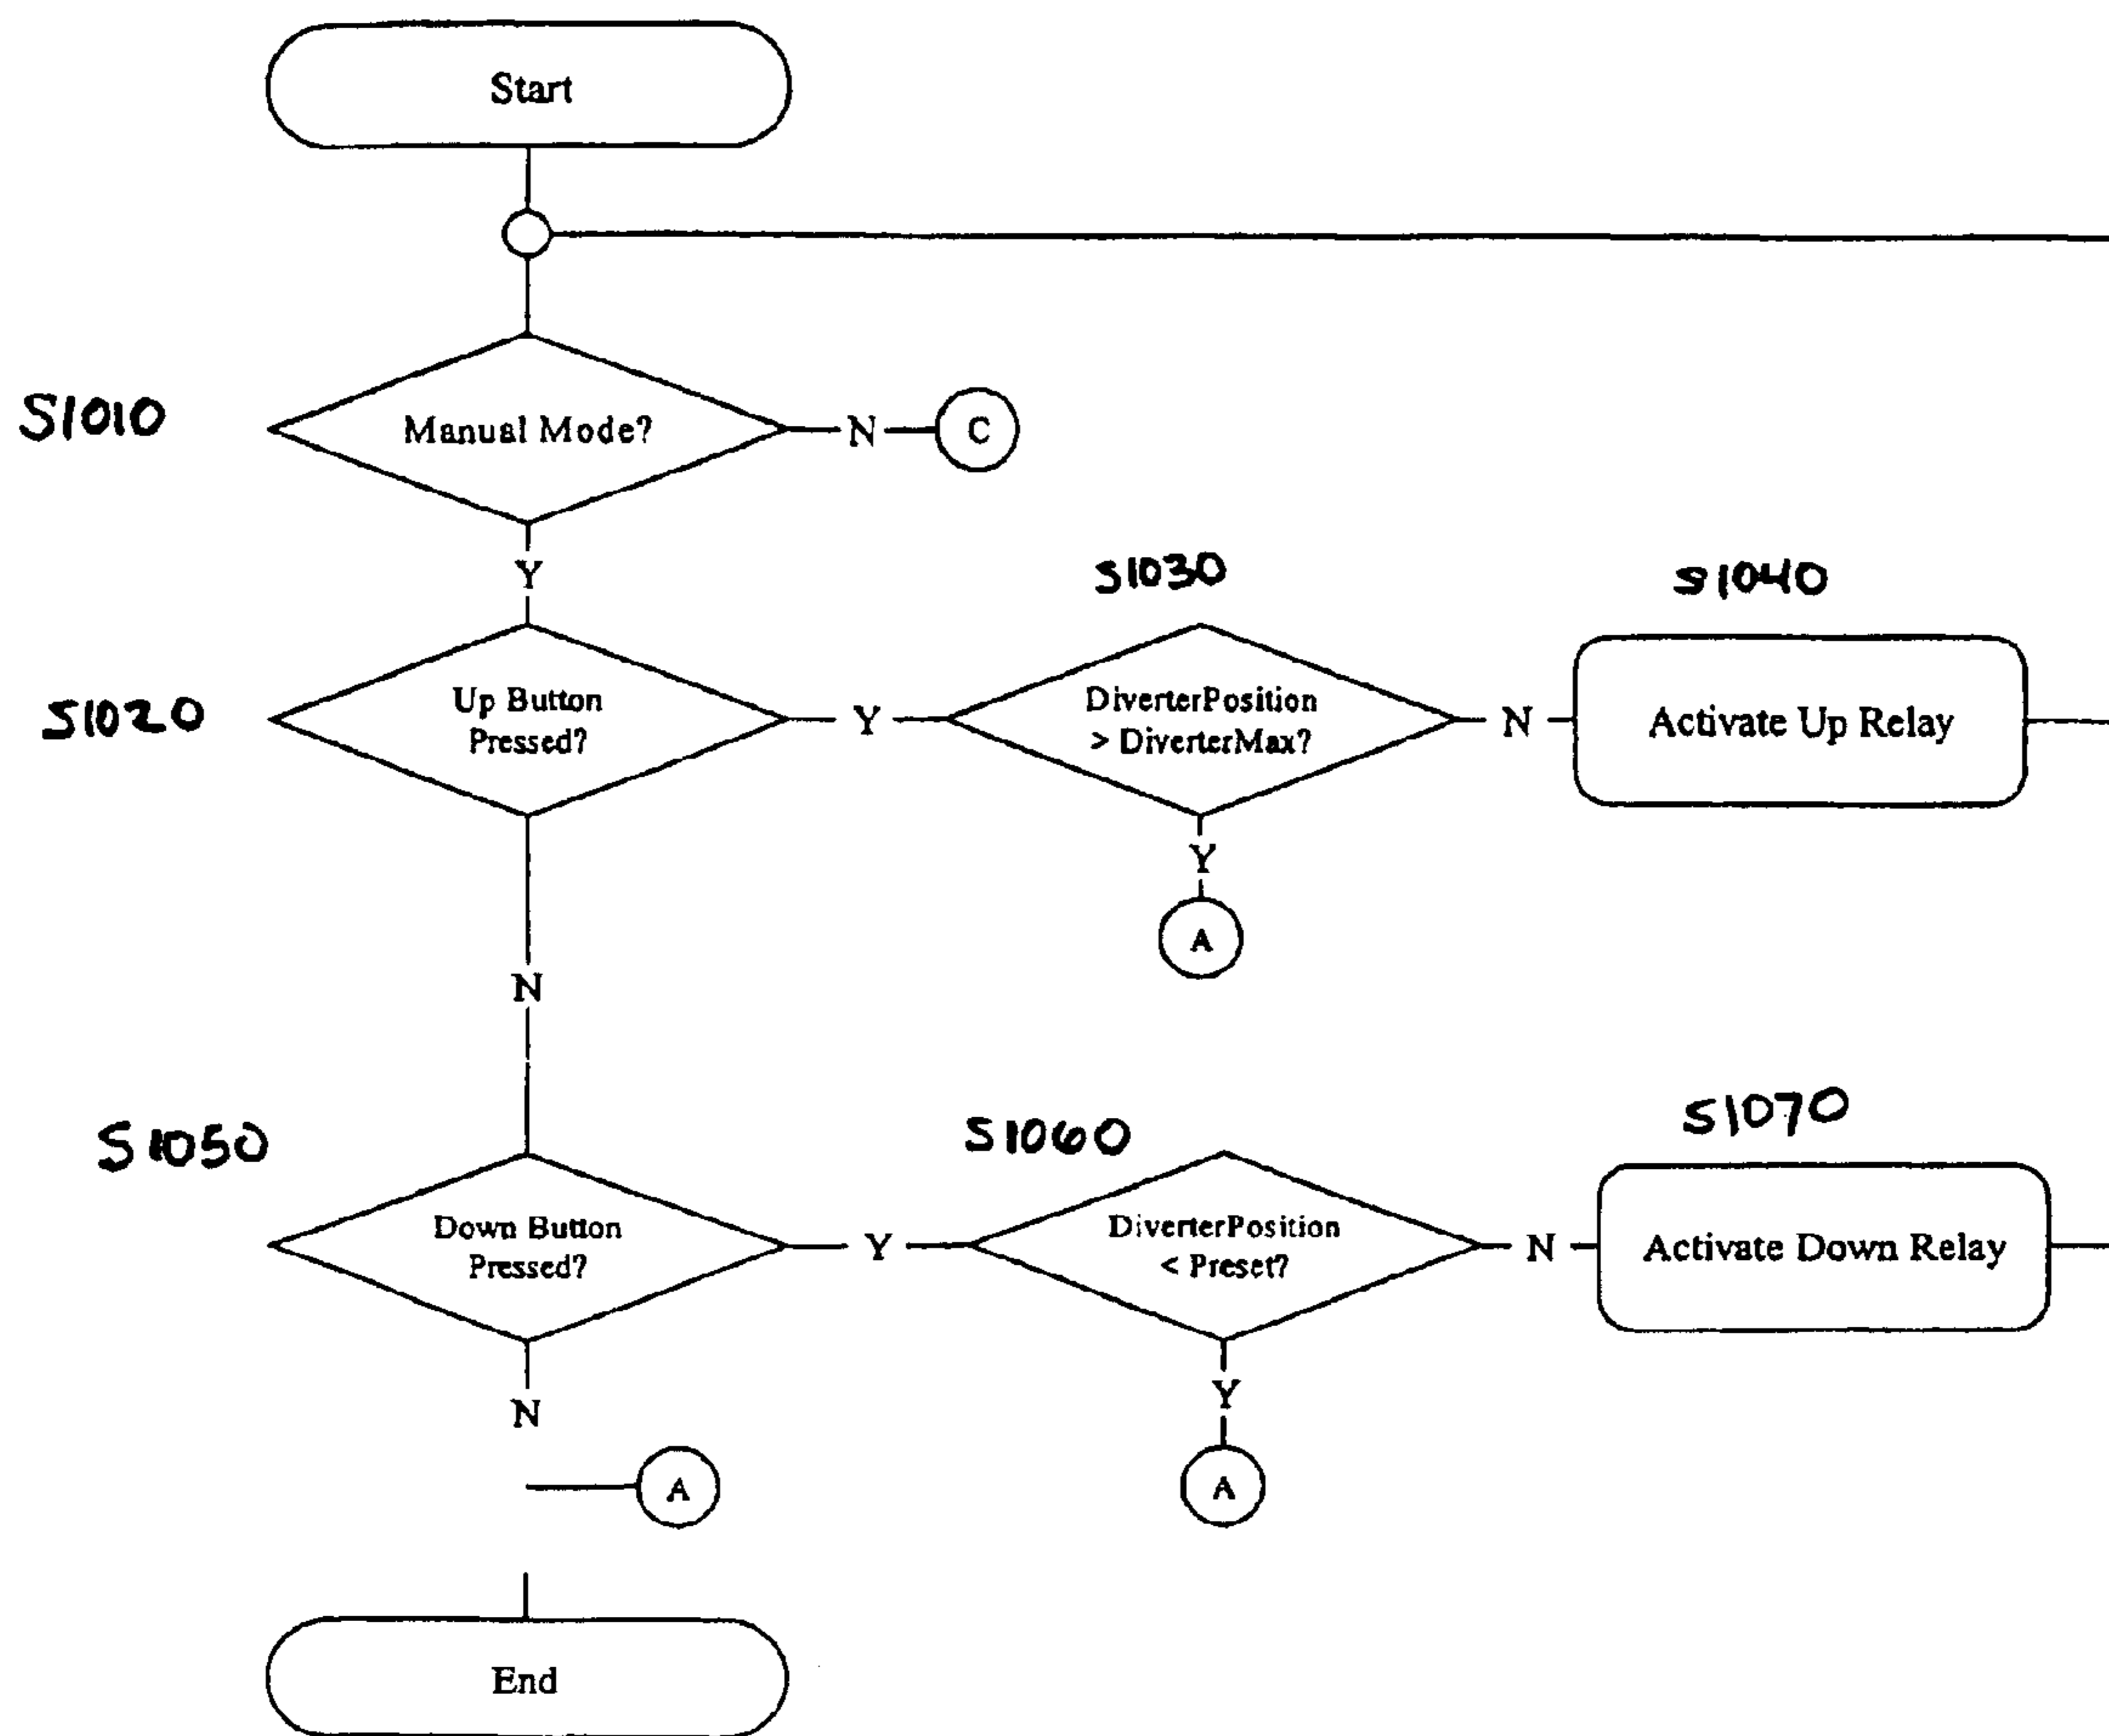 Start
S1010
Manual Mode?
N
C
Y
S1030
S1040
S1020
Up Button
Pressed?
Y
DiverterPosition
> DiverterMax?
N
Activate Up Relay
Y
A
N
S1050
S1060
S1070
Down Button
Pressed?
Y
DiverterPosition
< Preset?
N
Activate Down Relay
N
Y
A
A
End